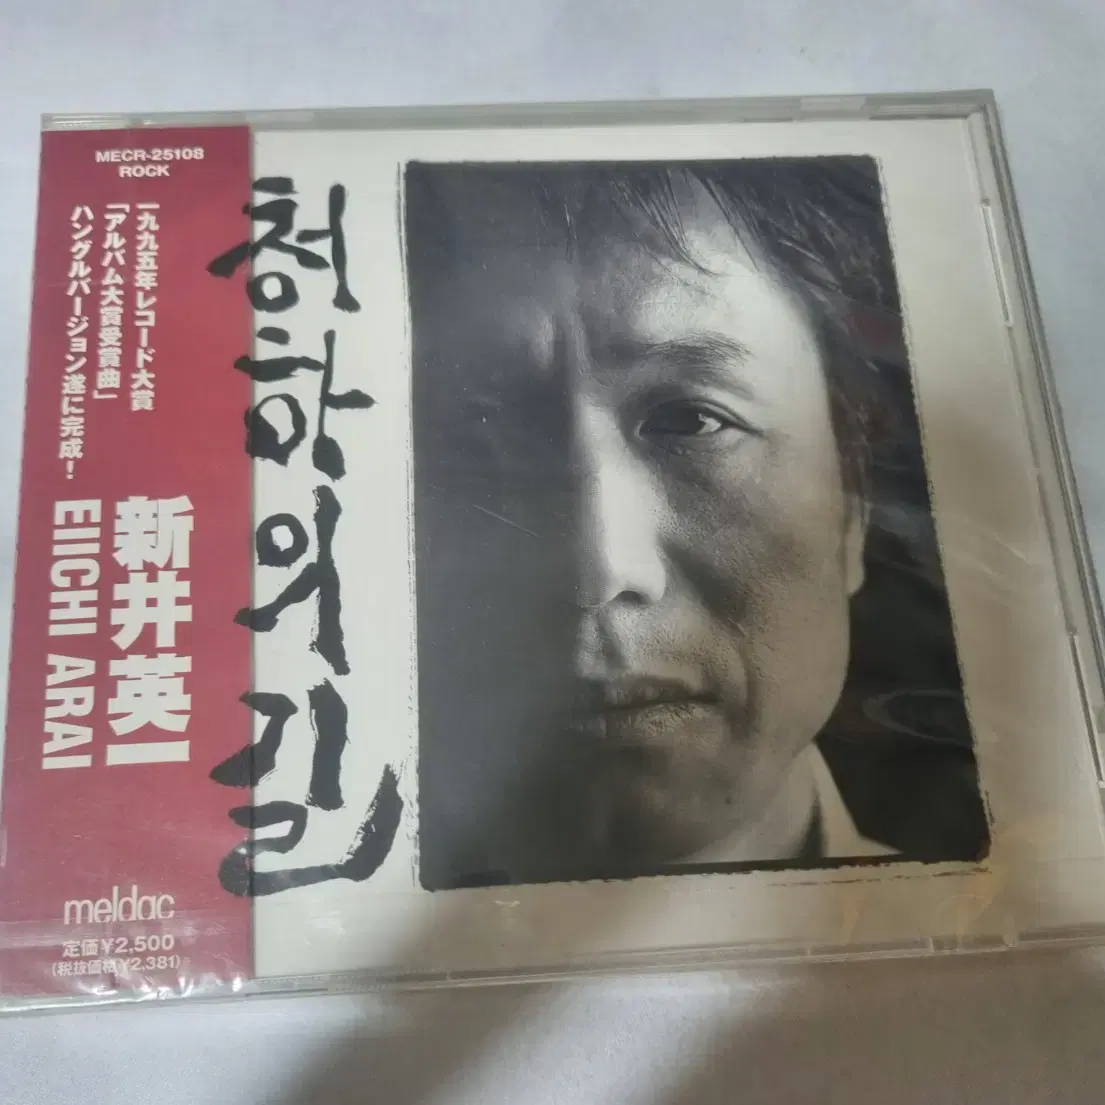 MECR-25108
ROCK
一九九五年レコード大賞
「アルバム大賞受賞曲」
ハングルバージョン遂に完成！
新井英一
EIICHI ARAI
meldac
定価¥2,500
(税抜価格¥2,381)
청하의 길